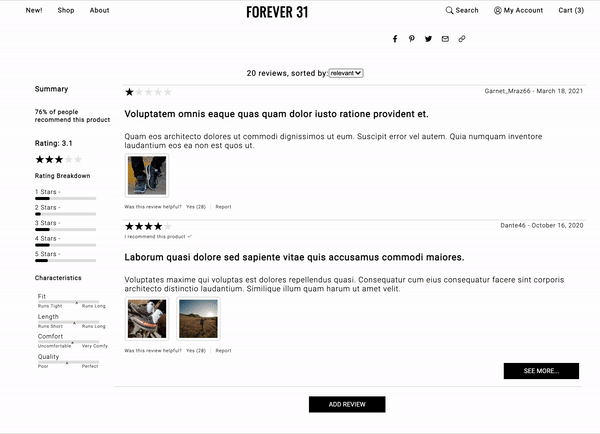 New! Shop About FOREVER 31 Search My Account Cart (3)
20 reviews, sorted by: relevant
Summary
76% of people
recommend this product
Rating: 3.1
Rating Breakdown
1 Stars -
2 Stars -
3 Stars -
4 Stars -
5 Stars -
Characteristics
Fit
Runs Tight Runs Long
Length
Runs Short Runs Long
Comfort
Uncomfortable Very Comfy
Quality
Poor Perfect
Garnet_Mraz66 - March 18, 2021
Voluptatem omnis eaque quas quam dolor iusto ratione provident et.
Quam eos architecto dolores ut commodi dignissimos ut eum. Suscipit error vel autem. Quia numquam inventore
laudantium eos ea non est quos ut.
Was this review helpful? Yes (28) | Report
Dante46 - October 16, 2020
I recommend this product ✓
Laborum quasi dolore sed sapiente vitae quis accusamus commodi maiores.
Voluptates maxime qui voluptas est dolores repellendus quasi. Consequatur cum eius consequatur facere sint corporis
architecto distinctio laudantium. Similique illum quam harum ut amet velit.
Was this review helpful? Yes (28) | Report
SEE MORE...
ADD REVIEW